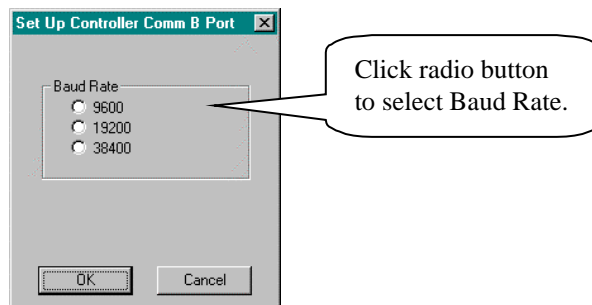 Set Up Controller Comm B Port
Baud Rate
9600
19200
38400
OK
Cancel
Click radio button
to select Baud Rate.